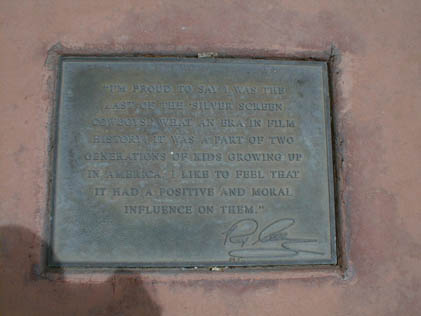 "I'M PROUD TO SAY I WAS THE
LAST OF THE 'SILVER SCREEN
COWBOYS.' WHAT AN ERA IN FILM
HISTORY. IT WAS A PART OF TWO
GENERATIONS OF KIDS GROWING UP
IN AMERICA. I LIKE TO FEEL THAT
IT HAD A POSITIVE AND MORAL
INFLUENCE ON THEM."